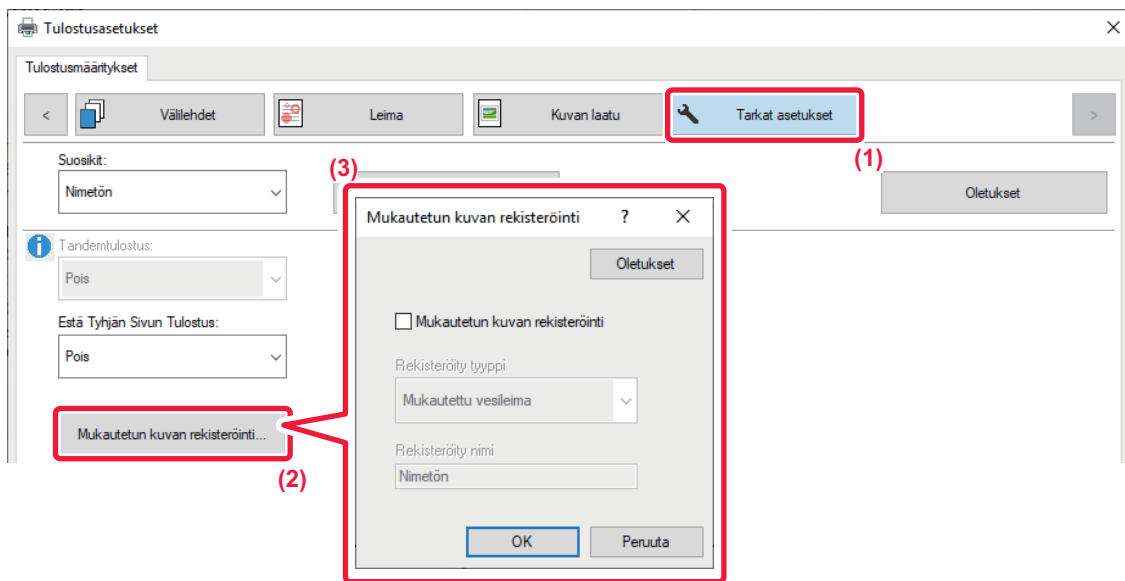 Tulostusasetukset
Tulostusmääritykset
< Välilehdet Leima Kuvan laatu Tarkat asetukset >
(1)
Suosikit:
Nimetön
(3)
Oletukset
Tandemtulostus:
Pois
Estä Tyhjän Sivun Tulostus:
Pois
Mukautetun kuvan rekisteröinti...
(2)
Mukautetun kuvan rekisteröinti ?
Oletukset
Mukautetun kuvan rekisteröinti
Rekisteröity tyyppi
Mukautettu vesileima
Rekisteröity nimi
Nimetön
OK Peruuta